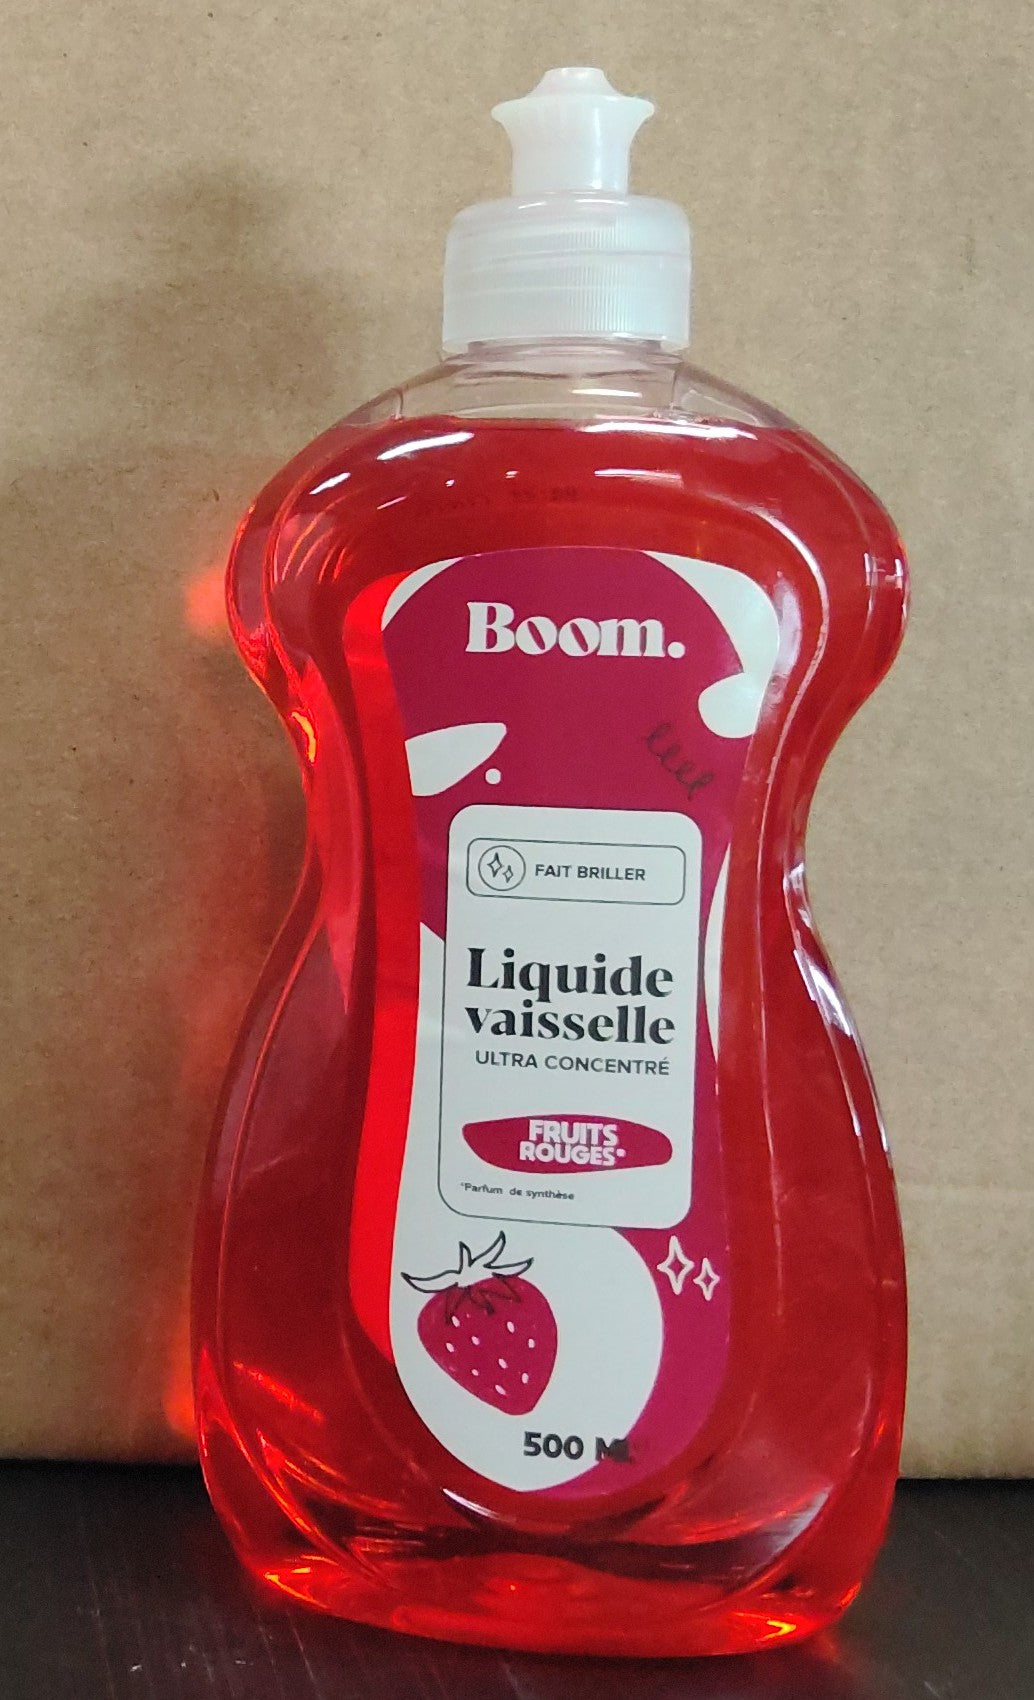 Boom.
FAIT BRILLER
Liquide
vaisselle
ULTRA CONCENTRÉ
FRUITS
ROUGES*
*Parfum de synthèse
500 ML